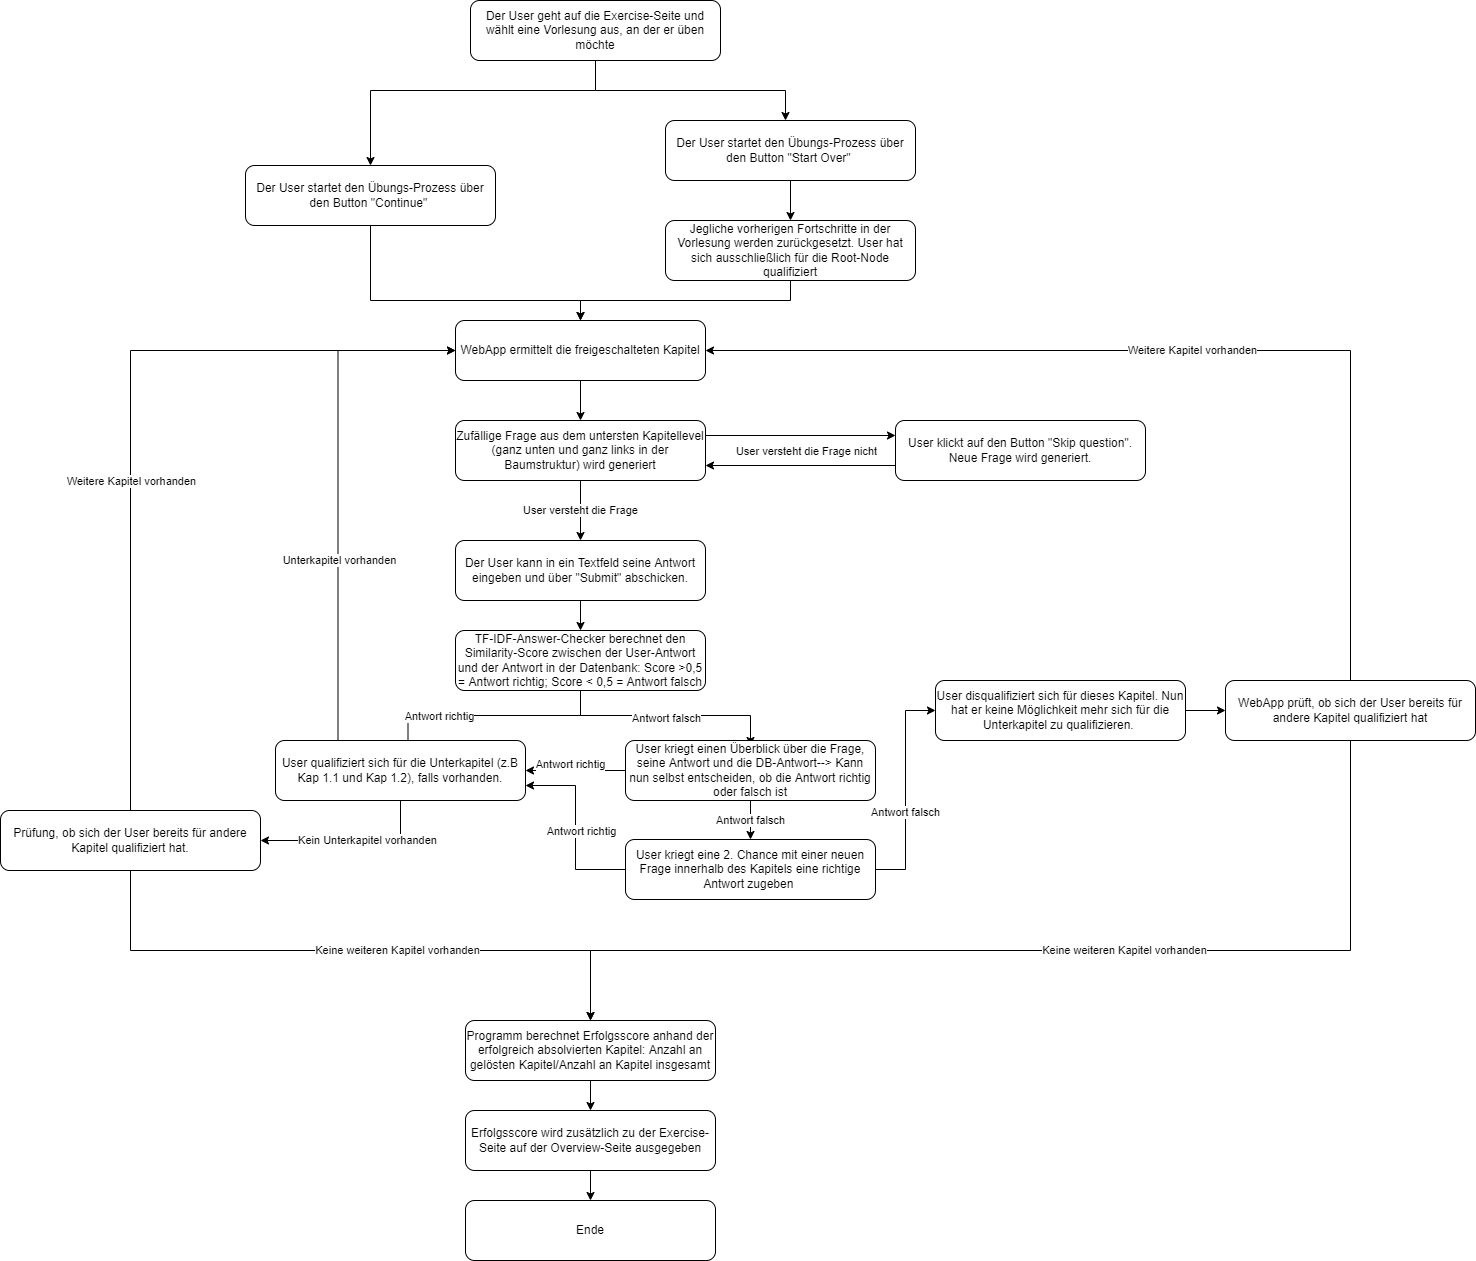 Der User geht auf die Exercise-Seite und
wählt eine Vorlesung aus, an der er üben
möchte
Der User startet den Übungs-Prozess über
den Button "Start Over"
Der User startet den Übungs-Prozess über
den Button "Continue"
Jegliche vorherigen Fortschritte in der
Vorlesung werden zurückgesetzt. User hat
sich ausschließlich für die Root-Node
qualifiziert
WebApp ermittelt die freigeschalteten Kapitel
Weitere Kapitel vorhanden
Zufällige Frage aus dem untersten Kapitellevel
(ganz unten und ganz links in der
Baumstruktur) wird generiert
User versteht die Frage nicht
User klickt auf den Button "Skip question".
Neue Frage wird generiert.
Weitere Kapitel vorhanden
User versteht die Frage
Unterkapitel vorhanden
Der User kann in ein Textfeld seine Antwort
eingeben und über "Submit" abschicken.
TF-IDF-Answer-Checker berechnet den
Similarity-Score zwischen der User-Antwort
und der Antwort in der Datenbank: Score >0,5
= Antwort richtig; Score < 0,5 = Antwort falsch
Antwort richtig
Antwort falsch
User disqualifiziert sich für dieses Kapitel. Nun
hat er keine Möglichkeit mehr sich für die
Unterkapitel zu qualifizieren.
WebApp prüft, ob sich der User bereits für
andere Kapitel qualifiziert hat
User qualifiziert sich für die Unterkapitel (z.B
Kap 1.1 und Kap 1.2), falls vorhanden.
Antwort richtig
User kriegt einen Überblick über die Frage,
seine Antwort und die DB-Antwort--> Kann
nun selbst entscheiden, ob die Antwort richtig
oder falsch ist
Antwort falsch
Antwort falsch
Antwort richtig
Prüfung, ob sich der User bereits für andere
Kapitel qualifiziert hat.
Kein Unterkapitel vorhanden
User kriegt eine 2. Chance mit einer neuen
Frage innerhalb des Kapitels eine richtige
Antwort zugeben
Keine weiteren Kapitel vorhanden
Keine weiteren Kapitel vorhanden
Programm berechnet Erfolgsscore anhand der
erfolgreich absolvierten Kapitel: Anzahl an
gelösten Kapitel/Anzahl an Kapitel insgesamt
Erfolgsscore wird zusätzlich zu der Exercise-
Seite auf der Overview-Seite ausgegeben
Ende